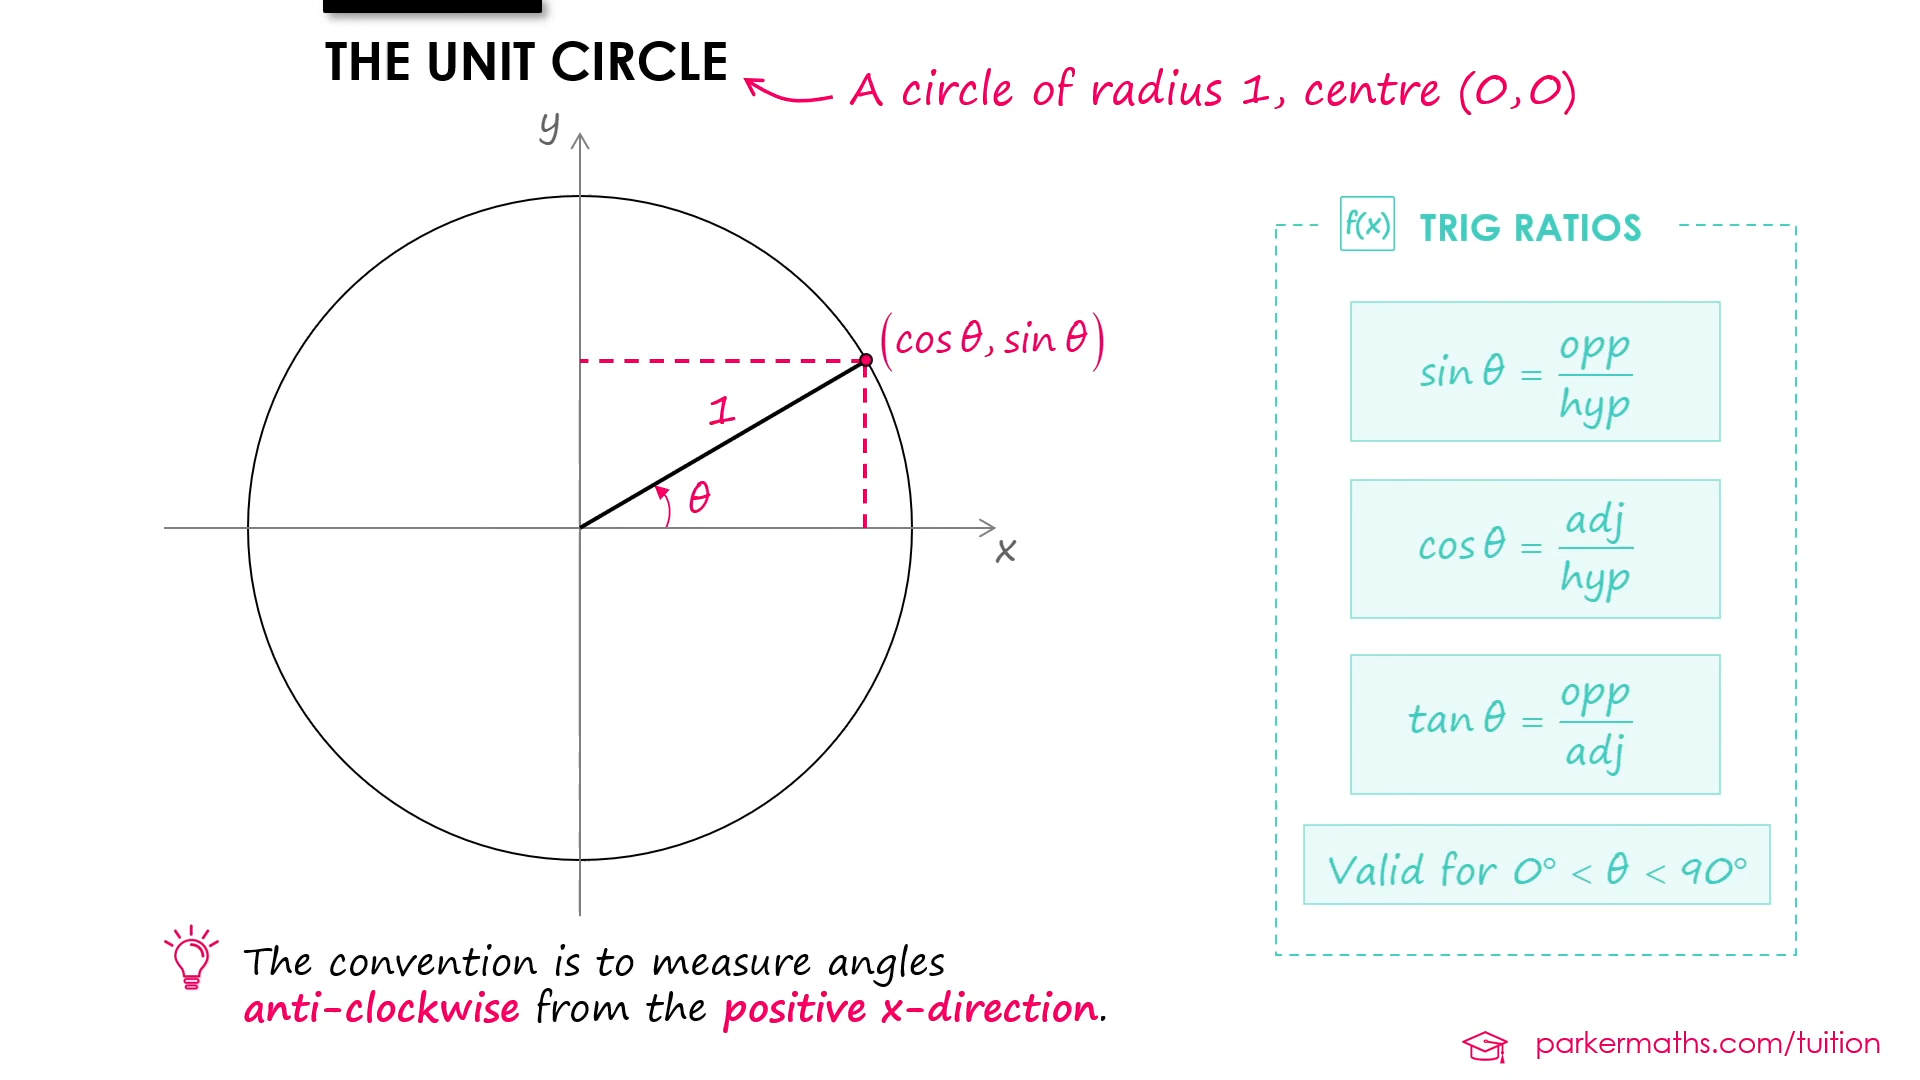 THE UNIT CIRCLE
A circle of radius 1, centre (0,0)
y
(cos θ, sin θ)
1
θ
x
f(x) TRIG RATIOS
sin θ = opp/hyp
cos θ = adj/hyp
tan θ = opp/adj
Valid for 0° < θ < 90°
The convention is to measure angles
anti-clockwise from the positive x-direction.
parkermaths.com/tuition